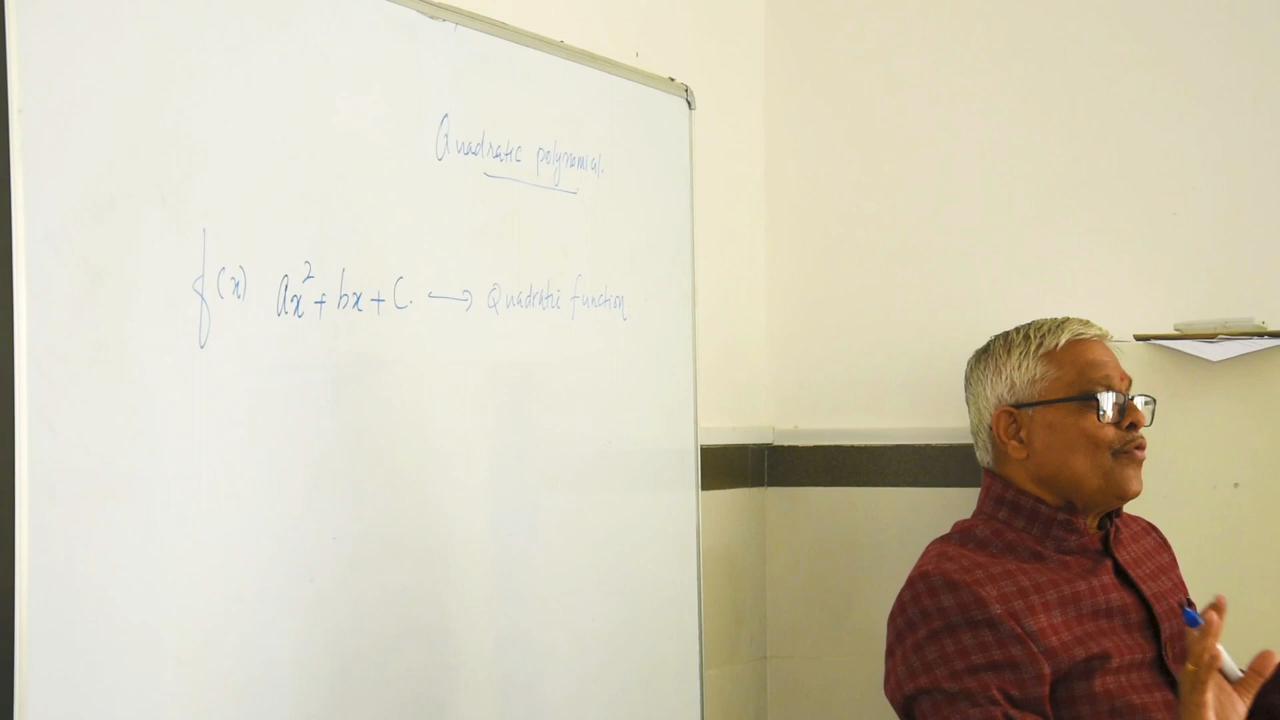 Quadratic polynomial.
f(x) ax²+bx+c. → Quadratic function